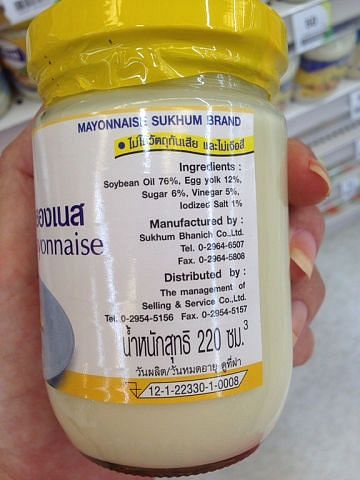 MAYONNAISE SUKHUM BRAND
• ไม่ใช้วัตถุกันเสีย และไม่เจือสี
Ingredients :
Soybean Oil 76%, Egg yolk 12%,
Sugar 6%, Vinegar 5%,
Iodized Salt 1%
องเนส
yonnaise
Manufactured by :
Sukhum Bhanich Co.,Ltd.
Tel. 0-2964-6507
Fax. 0-2964-5808
Distributed by :
The management of
Selling & Service Co.,Ltd.
Tel. 0-2954-5156 Fax. 0-2954-5157
น้ำหนักสุทธิ 220 ซม.³
วันผลิต/วันหมดอายุ ดูที่ฝา
12-1-22330-1-0008